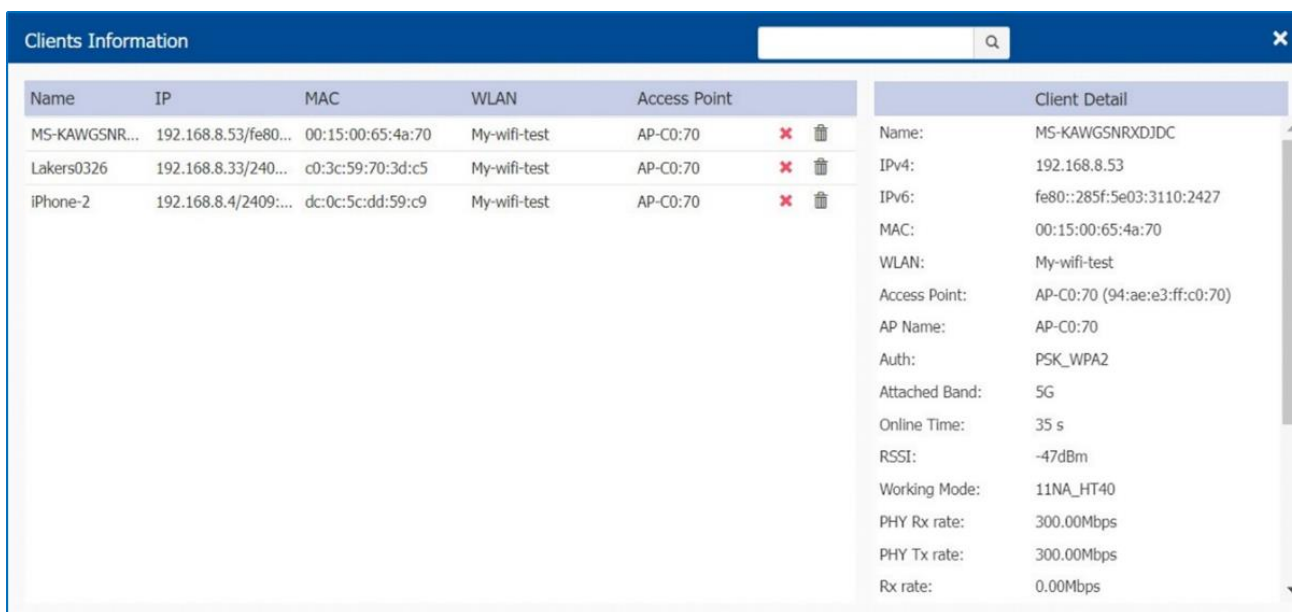 Clients Information
Name IP MAC WLAN Access Point
MS-KAWGSNR... 192.168.8.53/fe80... 00:15:00:65:4a:70 My-wifi-test AP-C0:70
Lakers0326 192.168.8.33/240... c0:3c:59:70:3d:c5 My-wifi-test AP-C0:70
iPhone-2 192.168.8.4/2409:... dc:0c:5c:dd:59:c9 My-wifi-test AP-C0:70
Client Detail
Name: MS-KAWGSNRXDJDC
IPv4: 192.168.8.53
IPv6: fe80::285f:5e03:3110:2427
MAC: 00:15:00:65:4a:70
WLAN: My-wifi-test
Access Point: AP-C0:70 (94:ae:e3:ff:c0:70)
AP Name: AP-C0:70
Auth: PSK_WPA2
Attached Band: 5G
Online Time: 35 s
RSSI: -47dBm
Working Mode: 11NA_HT40
PHY Rx rate: 300.00Mbps
PHY Tx rate: 300.00Mbps
Rx rate: 0.00Mbps